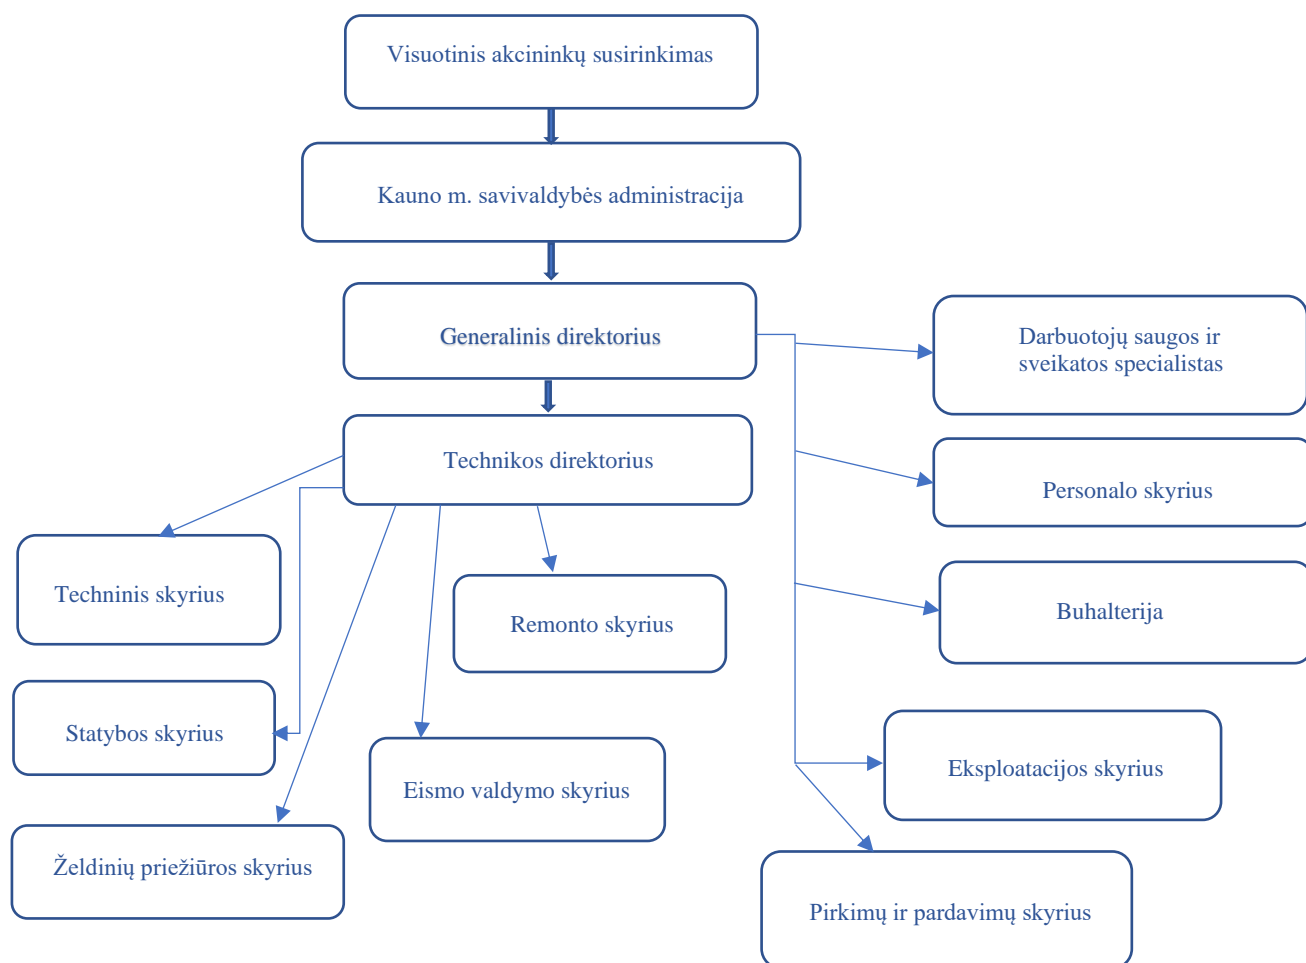 Visuotinis akcininkų susirinkimas
Kauno m. savivaldybės administracija
Generalinis direktorius
Darbuotojų saugos ir
sveikatos specialistas
Technikos direktorius
Personalo skyrius
Techninis skyrius
Remonto skyrius
Buhalterija
Statybos skyrius
Eismo valdymo skyrius
Eksploatacijos skyrius
Želdinių priežiūros skyrius
Pirkimų ir pardavimų skyrius